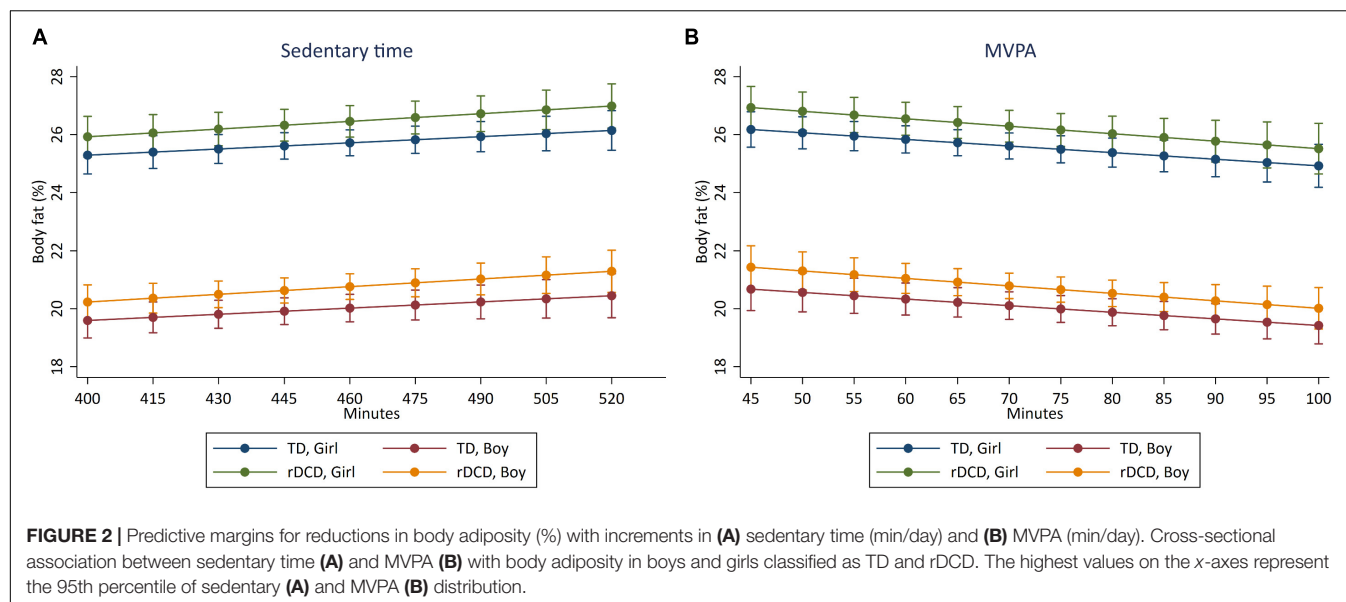 A
Sedentary time
28
26
24
22
20
18
Body fat (%)
400 415 430 445 460 475 490 505 520
Minutes
TD, Girl TD, Boy
rDCD, Girl rDCD, Boy
B
MVPA
28
26
24
22
20
18
Body fat (%)
45 50 55 60 65 70 75 80 85 90 95 100
Minutes
TD, Girl TD, Boy
rDCD, Girl rDCD, Boy
FIGURE 2 | Predictive margins for reductions in body adiposity (%) with increments in (A) sedentary time (min/day) and (B) MVPA (min/day). Cross-sectional
association between sedentary time (A) and MVPA (B) with body adiposity in boys and girls classified as TD and rDCD. The highest values on the x-axes represent
the 95th percentile of sedentary (A) and MVPA (B) distribution.